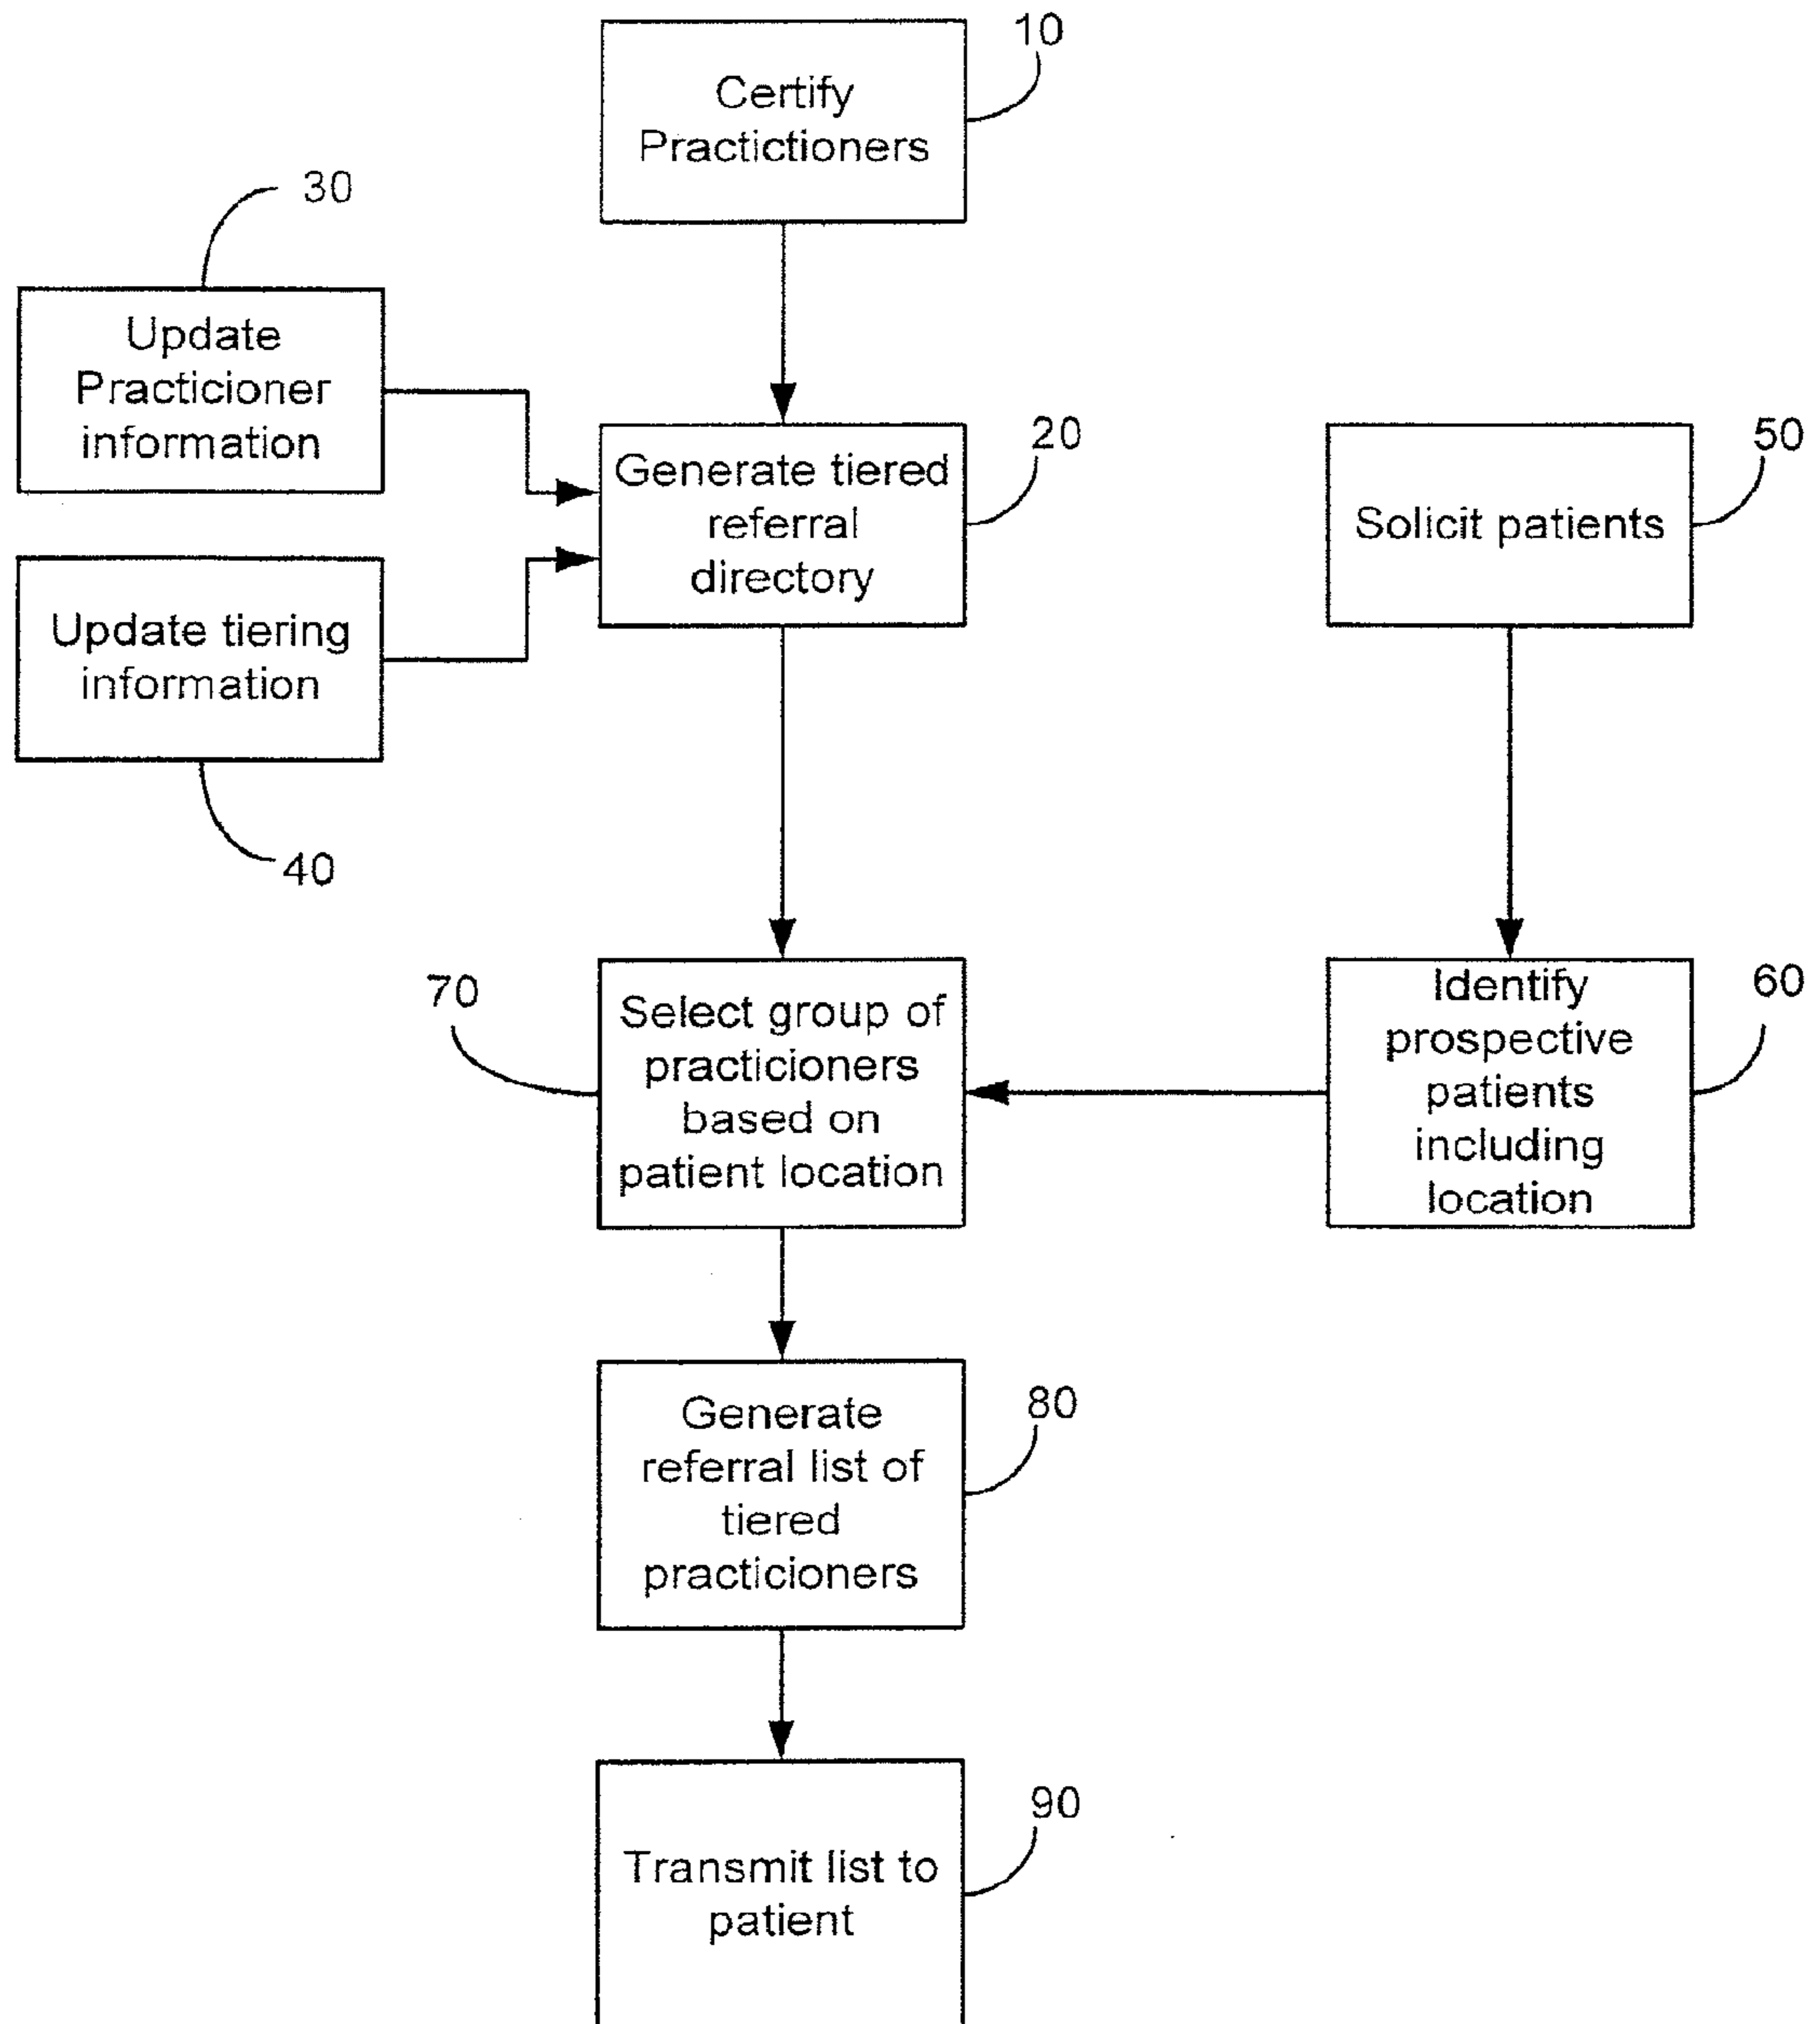 10
Certify
Practictioners
30
Update
Practicioner
information
20
Generate tiered
referral
directory
50
Solicit patients
Update tiering
information
40
70
Select group of
practicioners
based on
patient location
60
Identify
prospective
patients
including
location
80
Generate
referral list of
tiered
practicioners
90
Transmit list to
patient